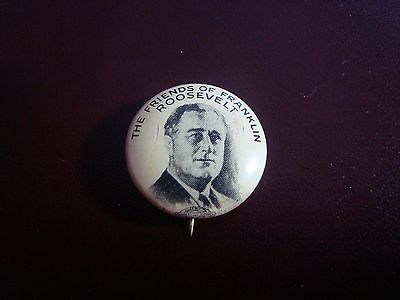 THE FRIENDS OF FRANKLIN
ROOSEVELT